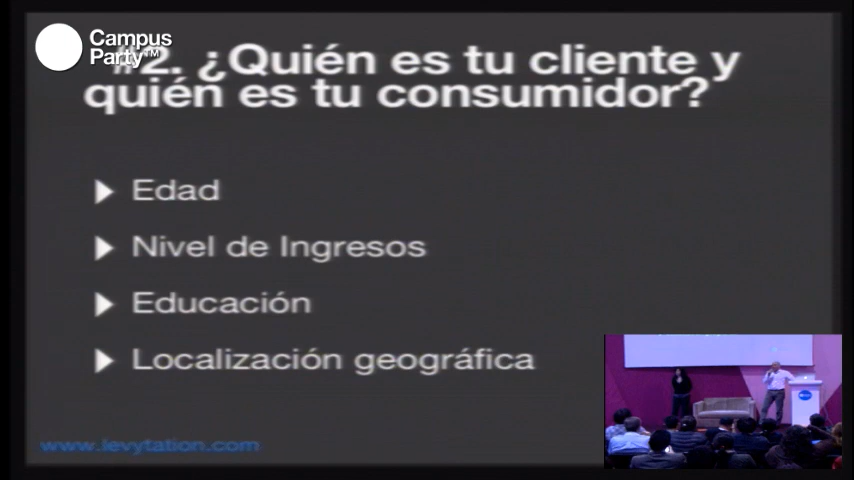 Campus
Party™
#2. ¿Quién es tu cliente y
quién es tu consumidor?
Edad
Nivel de Ingresos
Educación
Localización geográfica
www.levytation.com